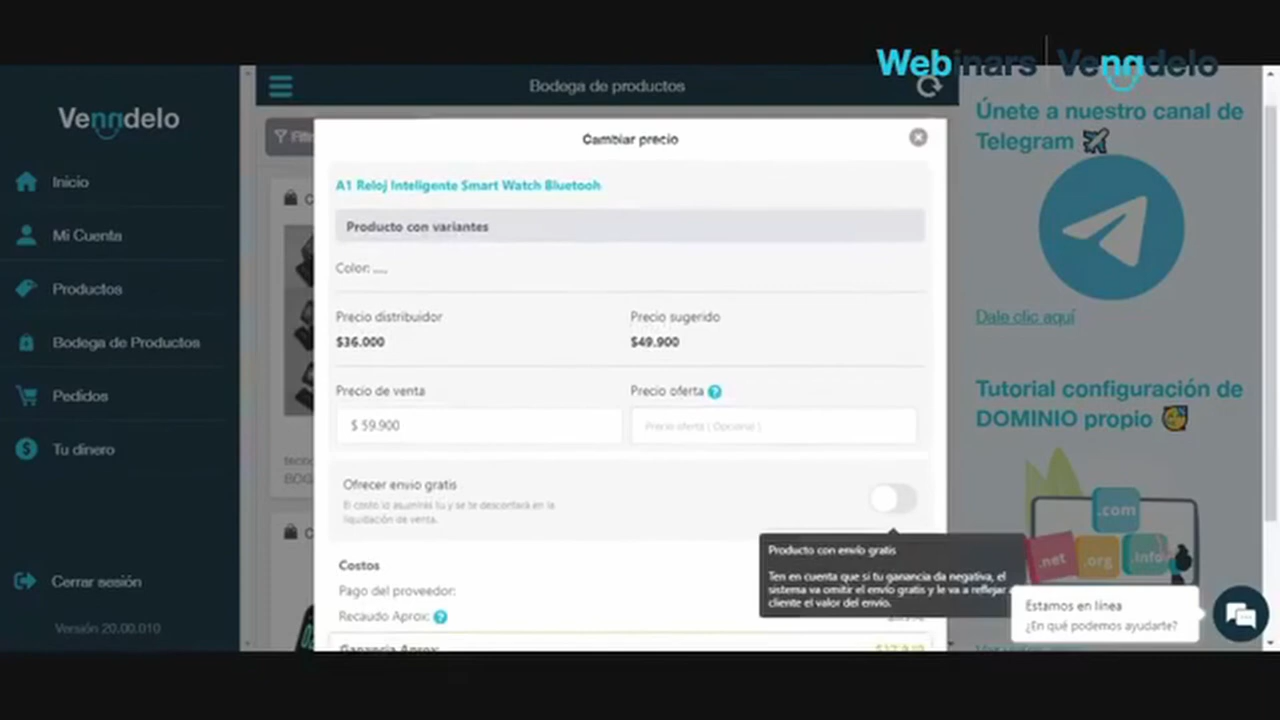 Webinars | Venndelo
Venndelo
Inicio
Mi Cuenta
Productos
Bodega de Productos
Pedidos
Tu dinero
Cerrar sesión
Versión 20.00.010
Bodega de productos
Cambiar precio
A1 Reloj Inteligente Smart Watch Bluetooh
Producto con variantes
Color: ....
Precio distribuidor
$36.000
Precio sugerido
$49.900
Precio de venta
$ 59.900
Precio oferta ?
Precio oferta ( Opcional )
Ofrecer envio gratis
El costo lo asumirás tu y se te descontará en la
liquidación de venta.
Producto con envío gratis
Ten en cuenta que si tu ganancia da negativa, el
sistema va omitir el envío gratis y le va a reflejar
cliente el valor del envío.
Costos
Pago del proveedor:
Recaudo Aprox: ?
Ganancia Aprox:
Únete a nuestro canal de
Telegram
Dale clic aquí
Tutorial configuración de
DOMINIO propio
.com
.net
.org
.info
Estamos en línea
¿En qué podemos ayudarte?